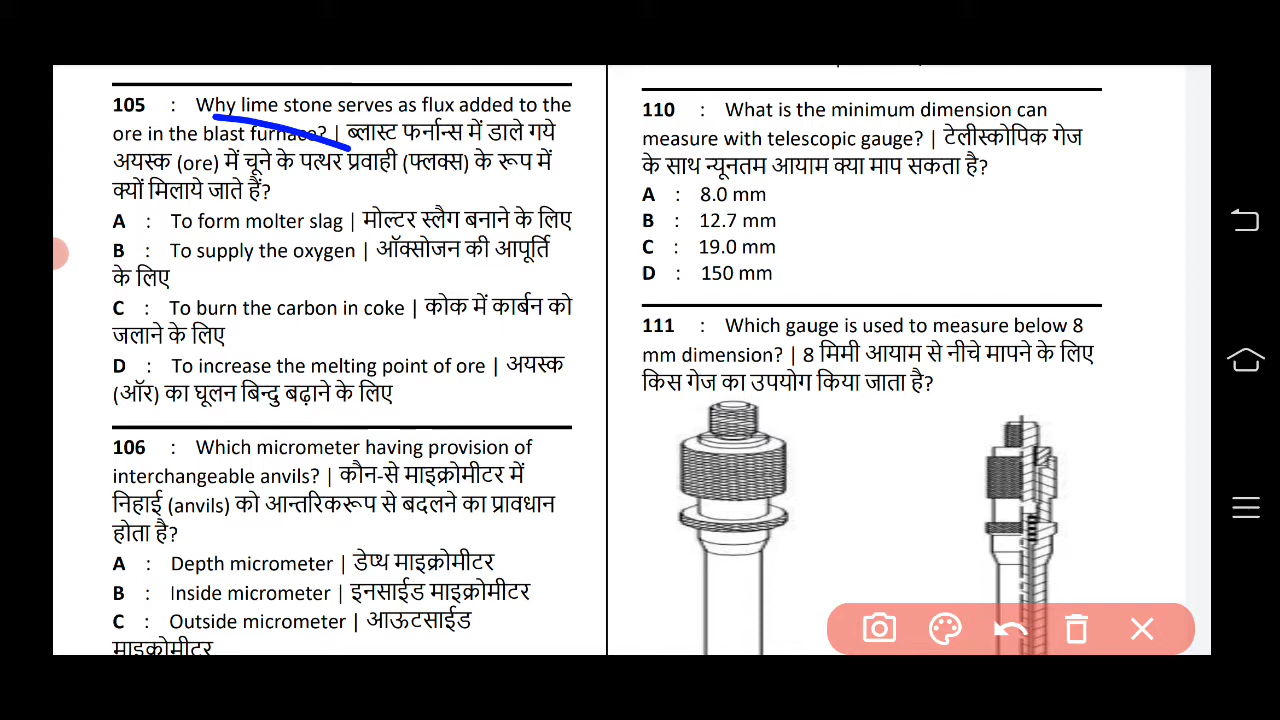 105 : Why lime stone serves as flux added to the
ore in the blast furnace? | ब्लास्ट फर्नान्स में डाले गये
अयस्क (ore) में चूने के पत्थर प्रवाही (फ्लक्स) के रूप में
क्यों मिलाये जाते हैं?
A : To form molter slag | मोल्टर स्लैग बनाने के लिए
B : To supply the oxygen | ऑक्सोजन की आपूर्ति
के लिए
C : To burn the carbon in coke | कोक में कार्बन को
जलाने के लिए
D : To increase the melting point of ore | अयस्क
(ऑर) का घूलन बिन्दु बढ़ाने के लिए
106 : Which micrometer having provision of
interchangeable anvils? | कौन-से माइक्रोमीटर में
निहाई (anvils) को आन्तरिकरूप से बदलने का प्रावधान
होता है?
A : Depth micrometer | डेप्थ माइक्रोमीटर
B : Inside micrometer | इनसाईड माइक्रोमीटर
C : Outside micrometer | आऊटसाईड
माइक्रोमीटर
110 : What is the minimum dimension can
measure with telescopic gauge? | टेलीस्कोपिक गेज
के साथ न्यूनतम आयाम क्या माप सकता है?
A : 8.0 mm
B : 12.7 mm
C : 19.0 mm
D : 150 mm
111 : Which gauge is used to measure below 8
mm dimension? | 8 मिमी आयाम से नीचे मापने के लिए
किस गेज का उपयोग किया जाता है?